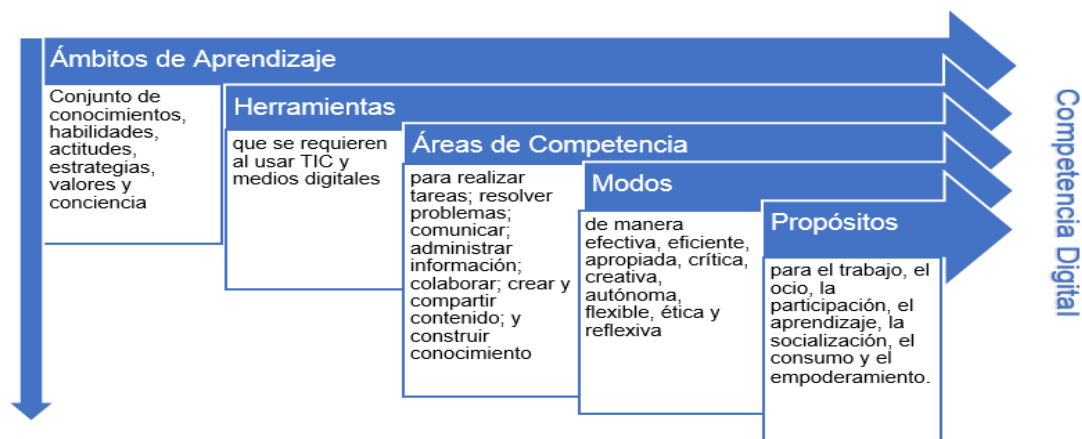 Ámbitos de Aprendizaje
Conjunto de
conocimientos,
habilidades,
actitudes,
estrategias,
valores y
conciencia
Herramientas
que se requieren
al usar TIC y
medios digitales
Áreas de Competencia
para realizar
tareas; resolver
problemas;
comunicar;
administrar
información;
colaborar; crear y
compartir
contenido; y
construir
conocimiento
Modos
de manera
efectiva, eficiente,
apropiada, crítica,
creativa,
autónoma,
flexible, ética y
reflexiva
Propósitos
para el trabajo, el
ocio, la
participación, el
aprendizaje, la
socialización, el
consumo y el
empoderamiento.
Competencia Digital